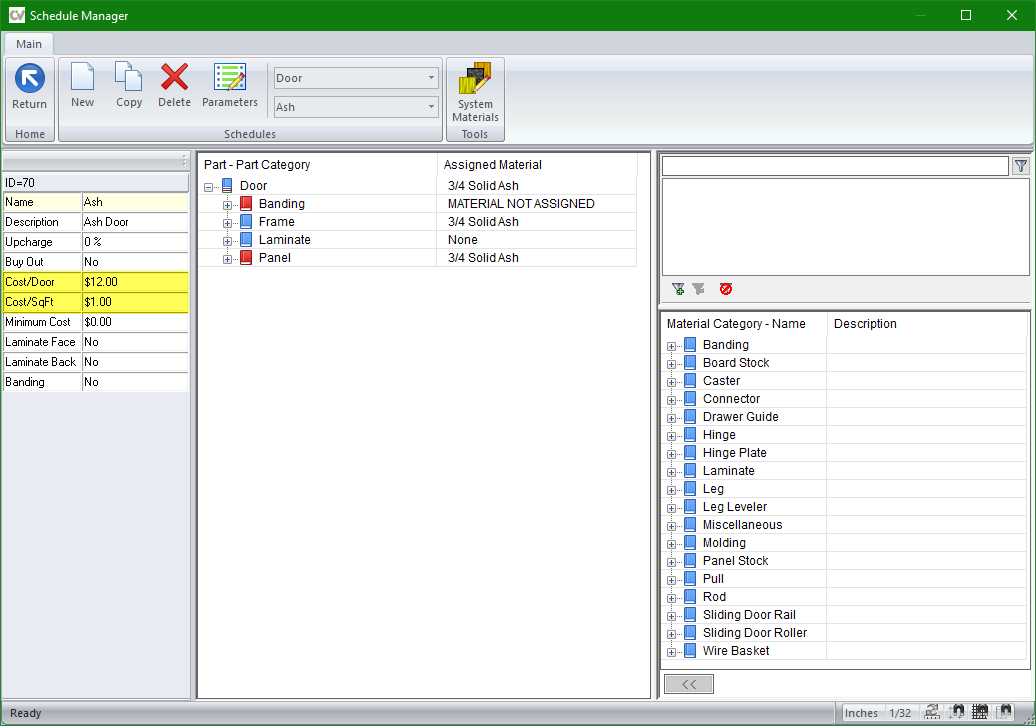 CV Schedule Manager
Main
Return
New
Copy
Delete
Parameters
Door
Ash
System
Materials
Home
Schedules
Tools
ID=70
Name Ash
Description Ash Door
Upcharge 0 %
Buy Out No
Cost/Door $12.00
Cost/SqFt $1.00
Minimum Cost $0.00
Laminate Face No
Laminate Back No
Banding No
Part - Part Category Assigned Material
Door 3/4 Solid Ash
Banding MATERIAL NOT ASSIGNED
Frame 3/4 Solid Ash
Laminate None
Panel 3/4 Solid Ash
Material Category - Name Description
Banding
Board Stock
Caster
Connector
Drawer Guide
Hinge
Hinge Plate
Laminate
Leg
Leg Leveler
Miscellaneous
Molding
Panel Stock
Pull
Rod
Sliding Door Rail
Sliding Door Roller
Wire Basket
<<
Ready Inches 1/32